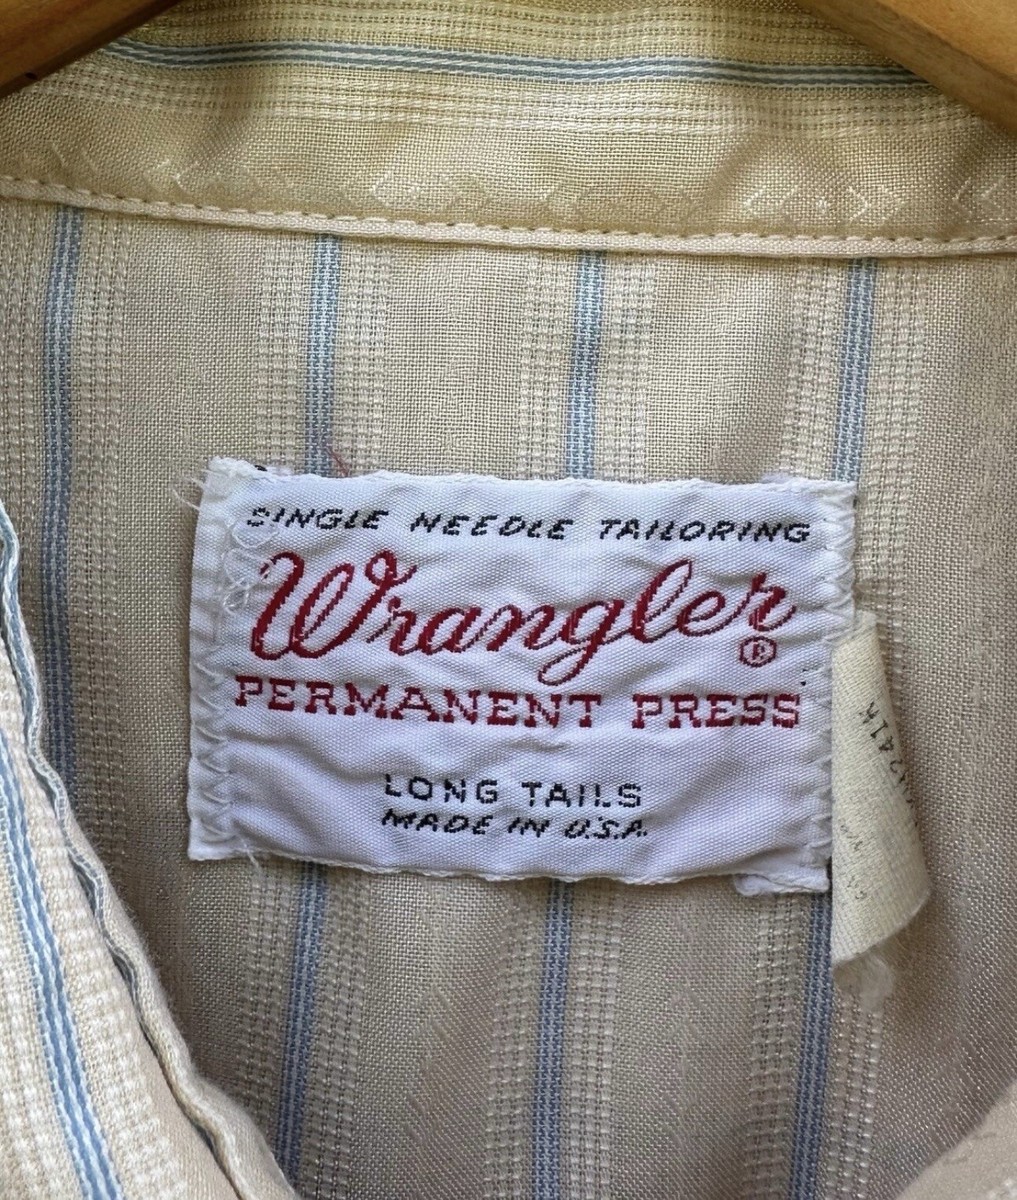 SINGLE NEEDLE TAILORING
Wrangler®
PERMANENT PRESS
LONG TAILS
MADE IN U.S.A.